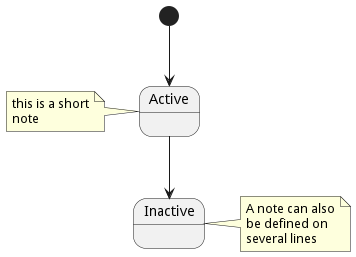 Active
this is a short
note
Inactive
A note can also
be defined on
several lines